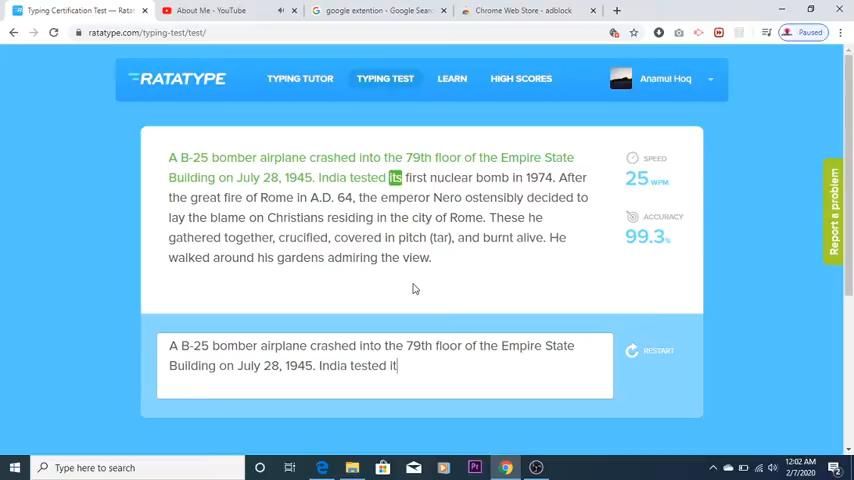 Typing Certification Test — Ratat
About Me - YouTube
google extention - Google Sear
Chrome Web Store - adblock
ratatype.com/typing-test/test/
Paused
RATATYPE
TYPING TUTOR
TYPING TEST
LEARN
HIGH SCORES
Anamul Hoq
A B-25 bomber airplane crashed into the 79th floor of the Empire State
Building on July 28, 1945. India tested its first nuclear bomb in 1974. After
the great fire of Rome in A.D. 64, the emperor Nero ostensibly decided to
lay the blame on Christians residing in the city of Rome. These he
gathered together, crucified, covered in pitch (tar), and burnt alive. He
walked around his gardens admiring the view.
SPEED
25 WPM
ACCURACY
99.3%
Report a problem
A B-25 bomber airplane crashed into the 79th floor of the Empire State
Building on July 28, 1945. India tested it
RESTART
Type here to search
Pr
12:02 AM
2/7/2020